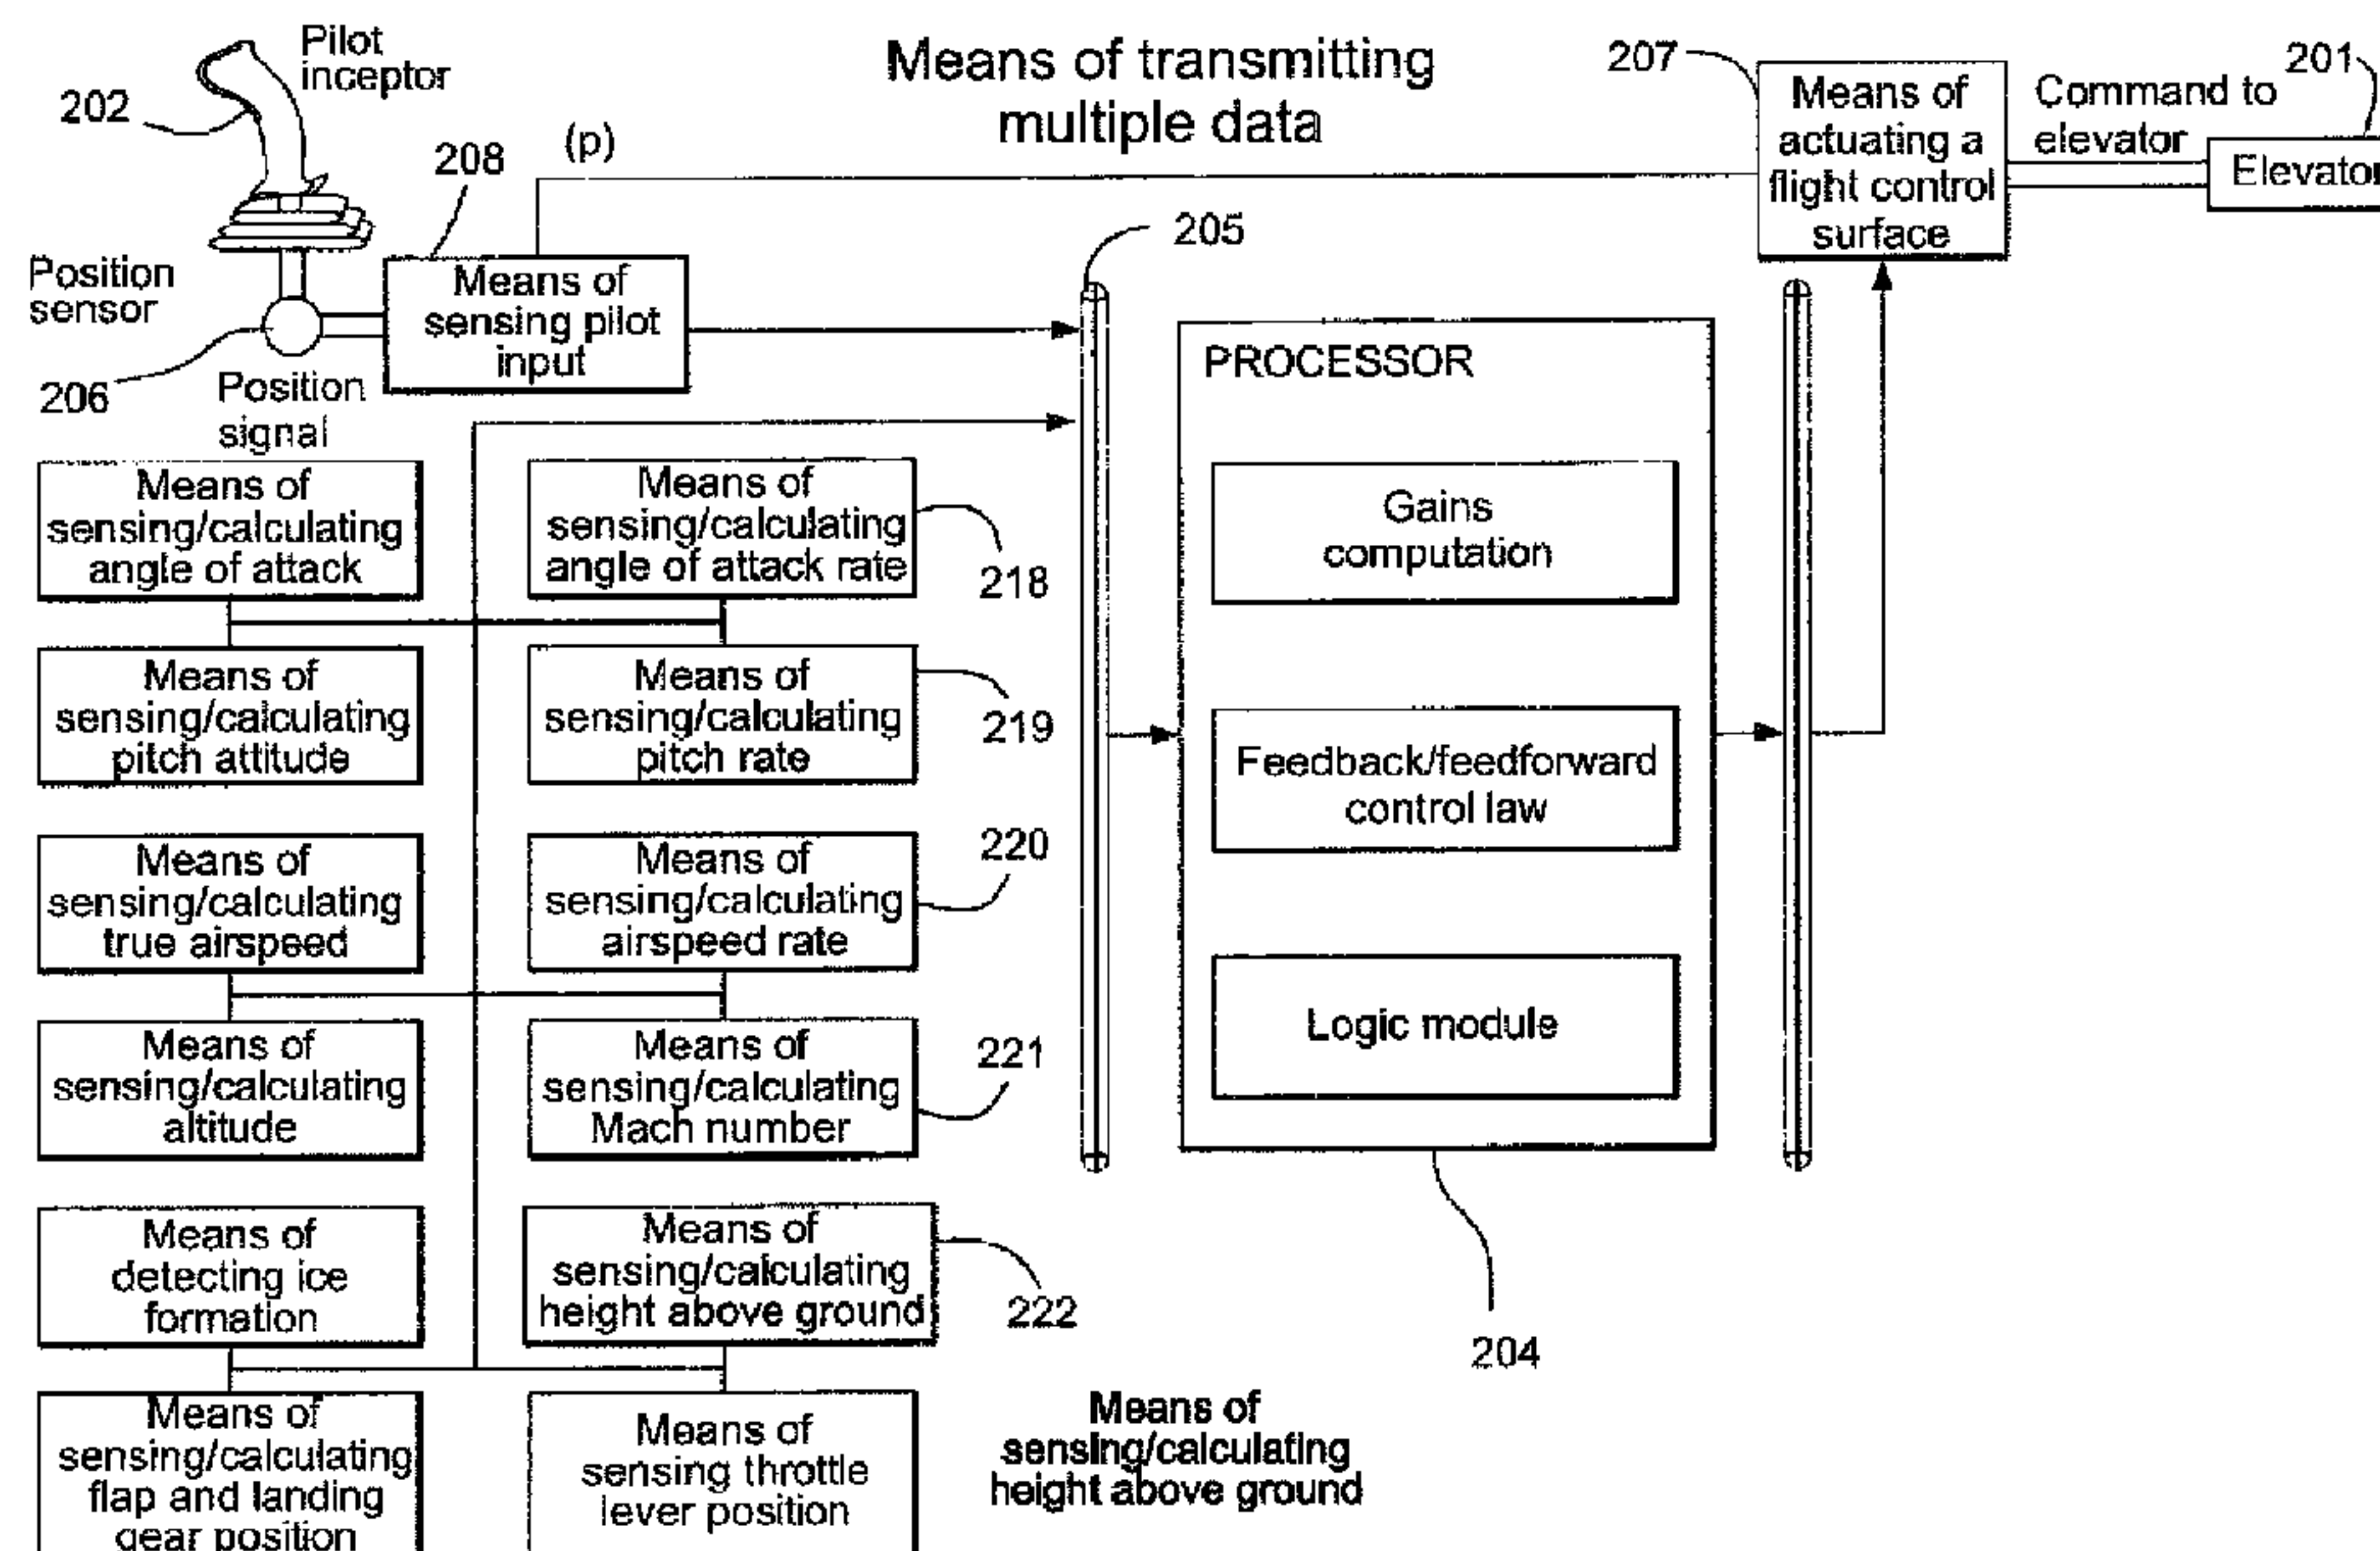 Pilot
inceptor
202
Means of transmitting
multiple data
207
Means of
actuating a
flight control
surface
Command to
elevator
201
Elevator
208
(p)
205
Position
sensor
Means of
sensing pilot
input
206
Position
signal
PROCESSOR
Gains
computation
Feedback/feedforward
control law
Logic module
204
Means of
sensing/calculating
angle of attack
Means of
sensing/calculating
angle of attack rate
218
Means of
sensing/calculating
pitch attitude
Means of
sensing/calculating
pitch rate
219
Means of
sensing/calculating
true airspeed
Means of
sensing/calculating
airspeed rate
220
Means of
sensing/calculating
altitude
Means of
sensing/calculating
Mach number
221
Means of
detecting ice
formation
Means of
sensing/calculating
height above ground
222
Means of
sensing/calculating
flap and landing
gear position
Means of
sensing throttle
lever position
Means of
sensing/calculating
height above ground